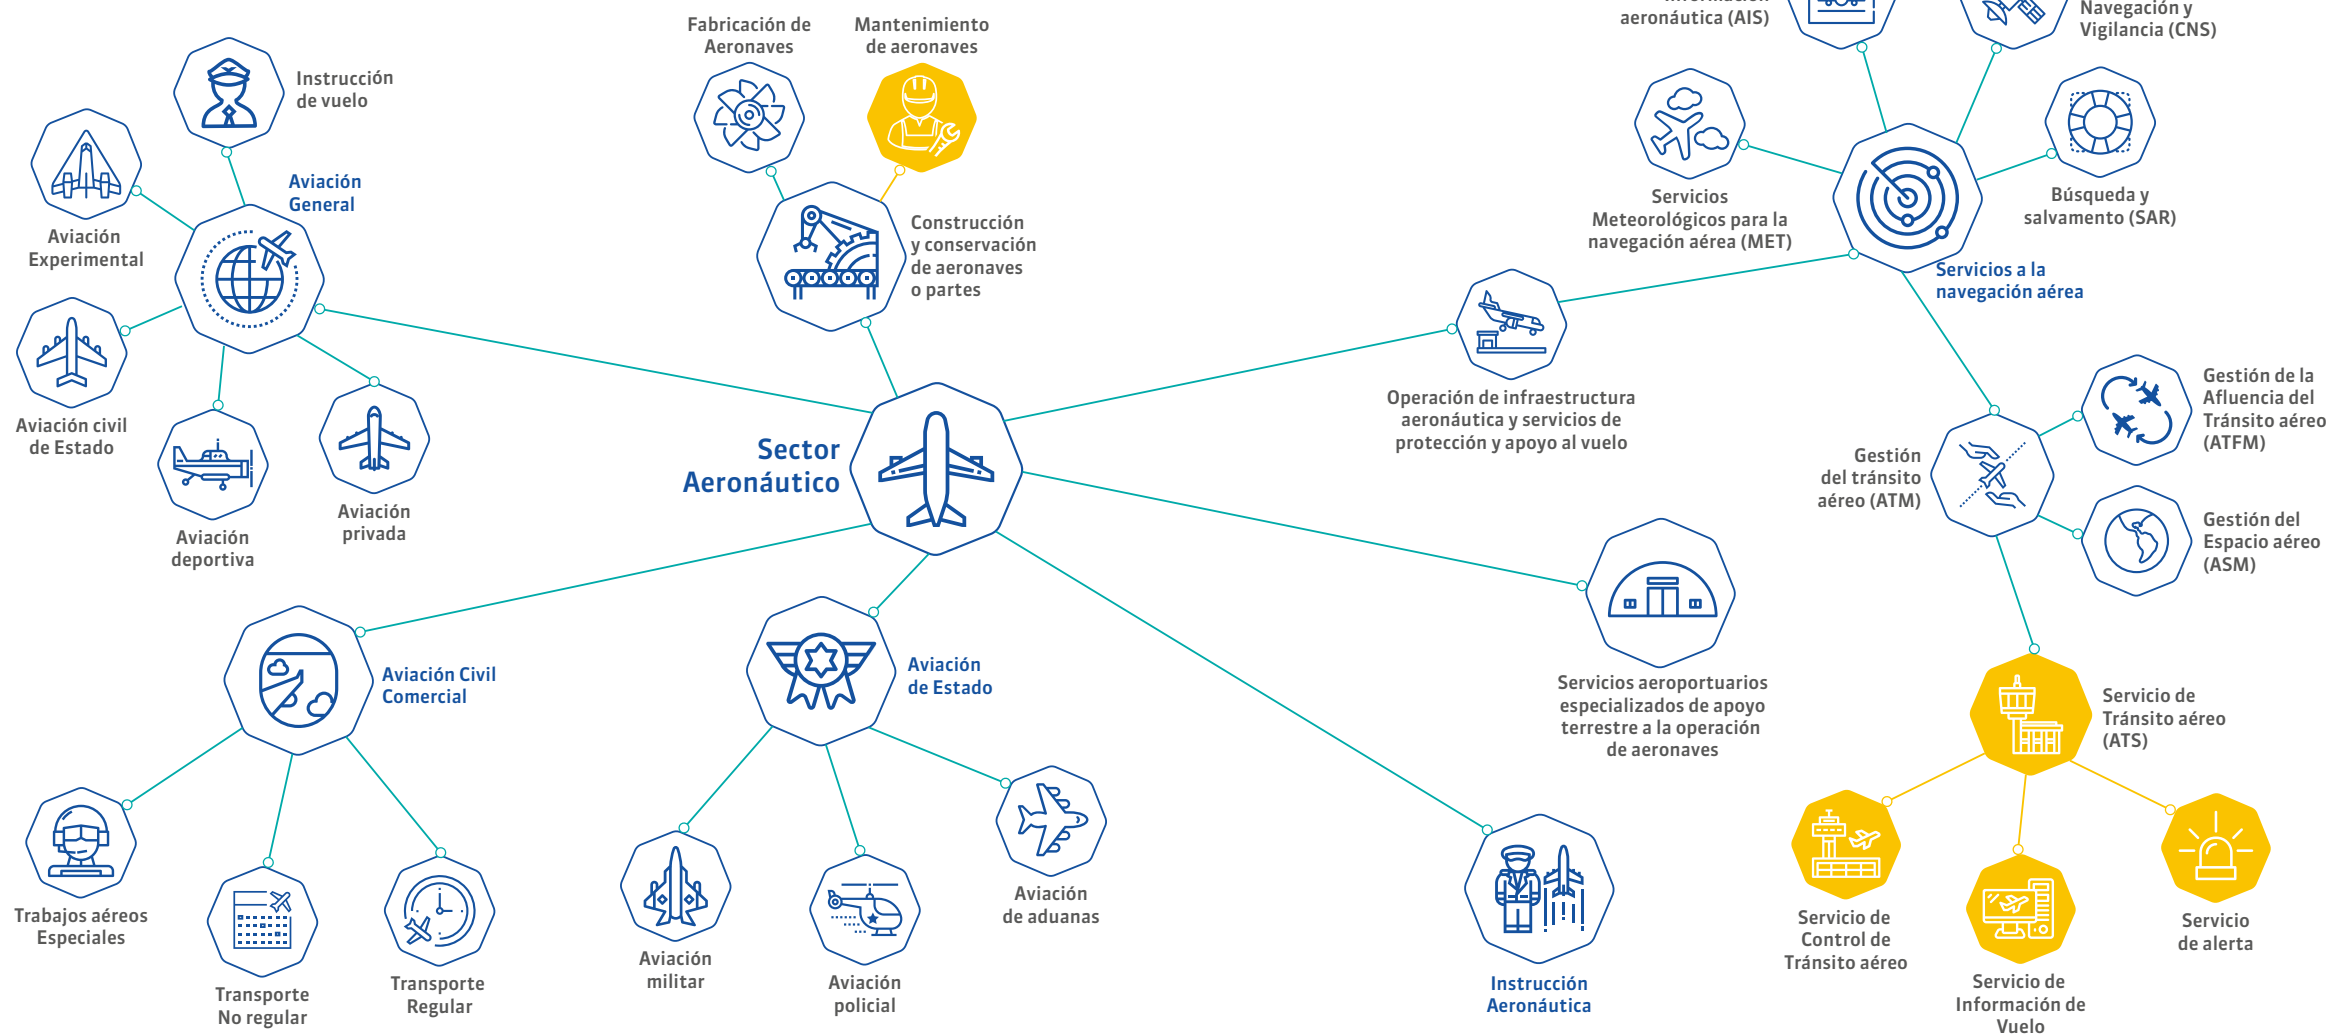 Instrucción
de vuelo
Aviación
Experimental
Aviación
General
Aviación civil
de Estado
Aviación
deportiva
Aviación
privada
Fabricación de
Aeronaves
Mantenimiento
de aeronaves
Construcción
y conservación
de aeronaves
o partes
Sector
Aeronáutico
aeronáutica (AIS)
Navegación y
Vigilancia (CNS)
Servicios
Meteorológicos para la
navegación aérea (MET)
Búsqueda y
salvamento (SAR)
Servicios a la
navegación aérea
Operación de infraestructura
aeronáutica y servicios de
protección y apoyo al vuelo
Gestión
del tránsito
aéreo (ATM)
Gestión de la
Afluencia del
Tránsito aéreo
(ATFM)
Gestión del
Espacio aéreo
(ASM)
Servicios aeroportuarios
especializados de apoyo
terrestre a la operación
de aeronaves
Servicio de
Tránsito aéreo
(ATS)
Servicio de
Control de
Tránsito aéreo
Servicio de
Información de
Vuelo
Servicio
de alerta
Aviación Civil
Comercial
Trabajos aéreos
Especiales
Transporte
No regular
Transporte
Regular
Aviación
de Estado
Aviación
militar
Aviación
policial
Aviación
de aduanas
Instrucción
Aeronáutica